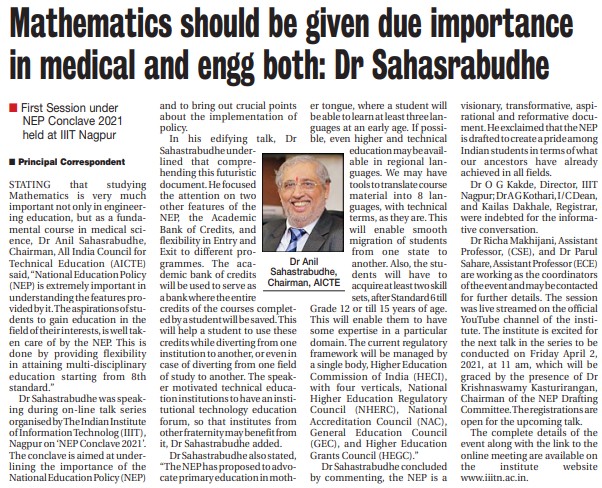 Mathematics should be given due importance
in medical and engg both: Dr Sahasrabudhe
First Session under
NEP Conclave 2021
held at IIIT Nagpur
Principal Correspondent
STATING that studying
Mathematics is very much
important not only in engineer-
ing education, but as a funda-
mental course in medical sci-
ence, Dr Anil Sahasrabudhe,
Chairman, All India Council for
Technical Education (AICTE)
said, “National Education Policy
(NEP) is extremely important in
understanding the features pro-
vided by it. The aspirations of stu-
dents to gain education in the
field of their interests, is well tak-
en care of by the NEP. This is
done by providing flexibility
in attaining multi-disciplinary
education starting from 8th
standard.”
Dr Sahasrabudhe was speak-
ing during on-line talk series
organised by The Indian Institute
of Information Technolog (IIIT),
Nagpur on ‘NEP Conclave 2021’.
The conclave is aimed at under-
lining the importance of the
National Education Policy (NEP)
and to bring out crucial points
about the implementation of
policy.
In his edifying talk, Dr
Sahastrabudhe under-
lined that compre-
hending this futuristic
document. He focused
the attention on two
other features of the
NEP, the Academic
Bank of Credits, and
flexibility in Entry and
Exit to different pro-
grammes. The aca-
demic bank of credits
will be used to serve as
a bank where the entire
credits of the courses complet-
ed by a student will be saved. This
will help a student to use these
credits while diverting from one
institution to another, or even in
case of diverting from one field
of study to another. The speak-
er motivated technical educa-
tion institutions to have an insti-
tutional technology education
forum, so that institutes from
other fraternity may benefit from
it, Dr Sahastrabudhe added.
Dr Sahastrabudhe also stated,
“The NEP has proposed to advo-
cate primary education in moth-
Dr Anil
Sahastrabudhe,
Chairman, AICTE
er tongue, where a student will
be able to learn at least three lan-
guages at an early age. If possi-
ble, even higher and technical
education may be avail-
able in regional lan-
guages. We may have
tools to translate course
material into 8 lan-
guages, with technical
terms, as they are. This
will enable smooth
migration of students
from one state to
another. Also, the stu-
dents will have to
acquire at least two skill
sets, after Standard 6 till
Grade 12 or till 15 years of age.
This will enable them to have
some expertise in a particular
domain. The current regulatory
framework will be managed by
a single body, Higher Education
Commission of India (HECI),
with four verticals, National
Higher Education Regulatory
Council (NHERC), National
Accreditation Council (NAC),
General Education Council
(GEC), and Higher Education
Grants Council (HEGC).”
Dr Sahastrabudhe concluded
by commenting, the NEP is a
visionary, transformative, aspi-
rational and reformative docu-
ment. He exclaimed that the NEP
is drafted to create a pride among
Indian students in terms of what
our ancestors have already
achieved in all fields.
Dr O G Kakde, Director, IIIT
Nagpur; Dr A G Kothari, I/C Dean,
and Kailas Dakhale, Registrar,
were indebted for the informa-
tive conversation.
Dr Richa Makhijani, Assistant
Professor, (CSE), and Dr Parul
Sahare, Assistant Professor (ECE)
are working as the coordinators
of the event and may be contacted
for further details. The session
was live streamed on the official
YouTube channel of the insti-
tute. The institute is excited for
the next talk in the series to be
conducted on Friday April 2,
2021, at 11 am, which will be
graced by the presence of Dr
Krishnaswamy Kasturirangan,
Chairman of the NEP Drafting
Committee. The registrations are
open for the upcoming talk.
The complete details of the
event along with the link to the
online meeting are available on
the institute website
www.iiitn.ac.in.